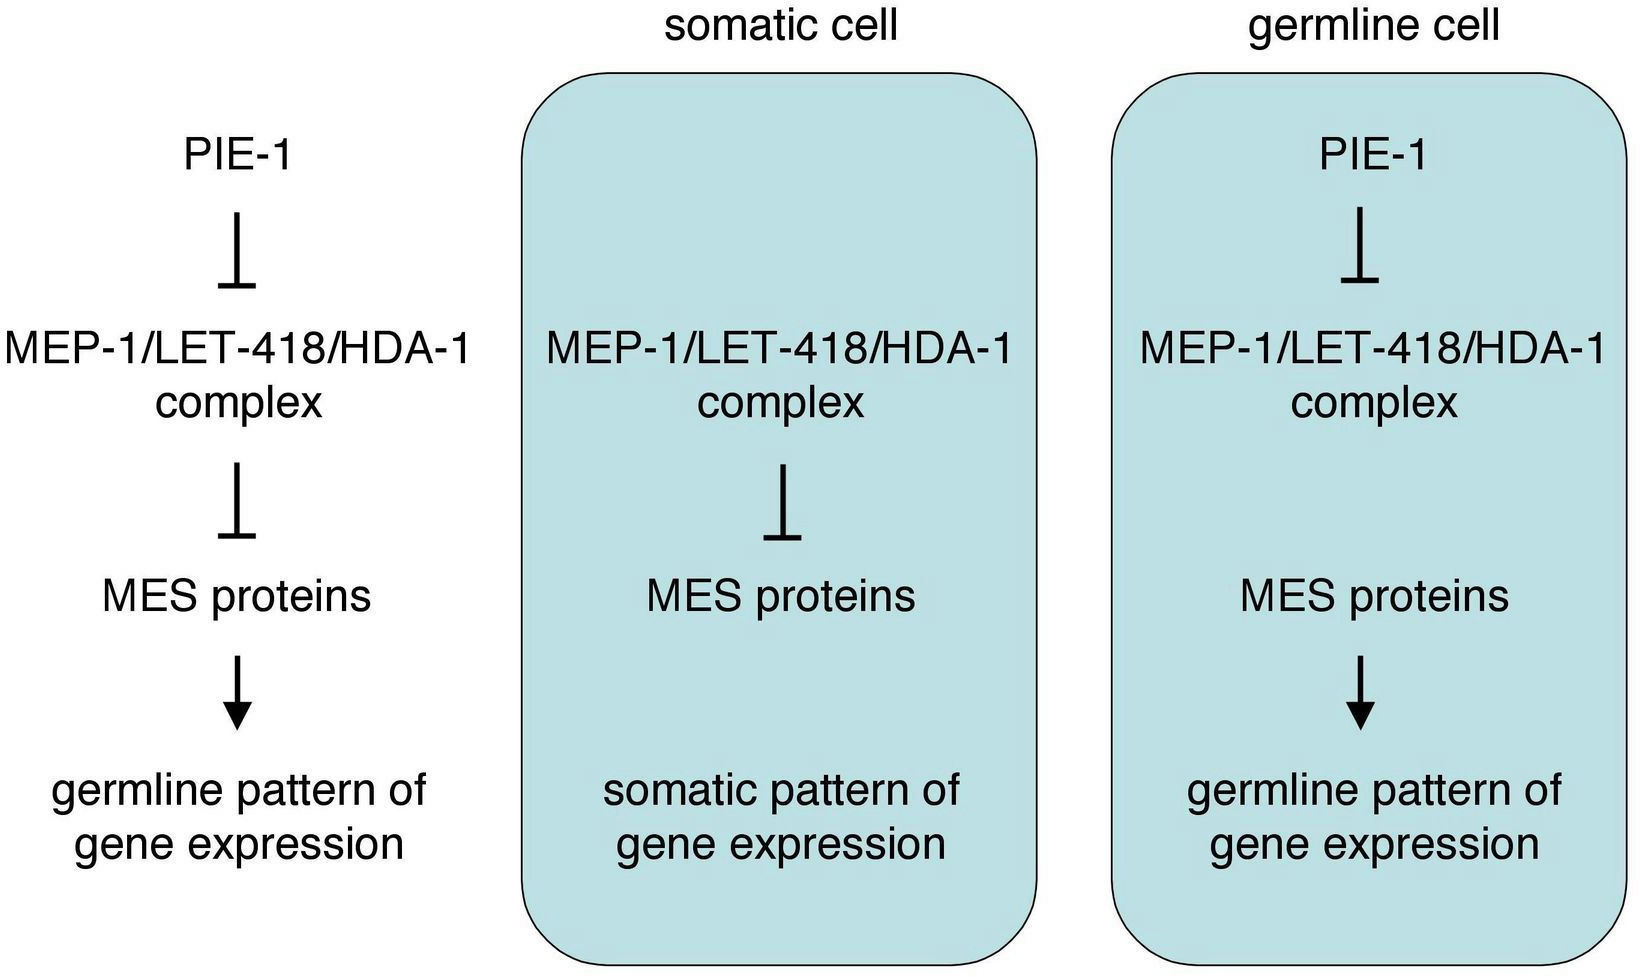 somatic cell
germline cell
PIE-1
MEP-1/LET-418/HDA-1
complex
MES proteins
germline pattern of
gene expression
MEP-1/LET-418/HDA-1
complex
MES proteins
somatic pattern of
gene expression
PIE-1
MEP-1/LET-418/HDA-1
complex
MES proteins
germline pattern of
gene expression